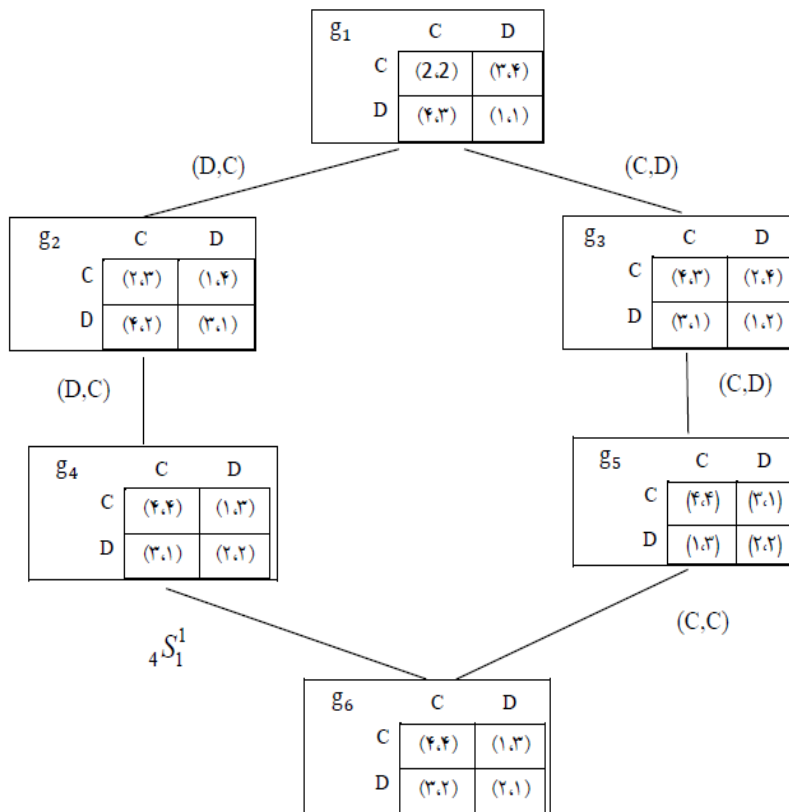 g₁ C D
C (2،2) (۳،۴)
D (۴،۳) (۱،۱)
(D,C) (C,D)
g₂ C D
C (۲،۳) (۱،۴)
D (۴،۲) (۳،۱)
g₃ C D
C (۴،۳) (۲،۴)
D (۳،۱) (۱،۲)
(D,C) (C,D)
g₄ C D
C (۴،۴) (۱،۳)
D (۳،۱) (۲،۲)
g₅ C D
C (۴،۴) (۳،۱)
D (۱،۳) (۲،۲)
₄S₁¹ (C,C)
g₆ C D
C (۴،۴) (۱،۳)
D (۳،۲) (۲،۱)